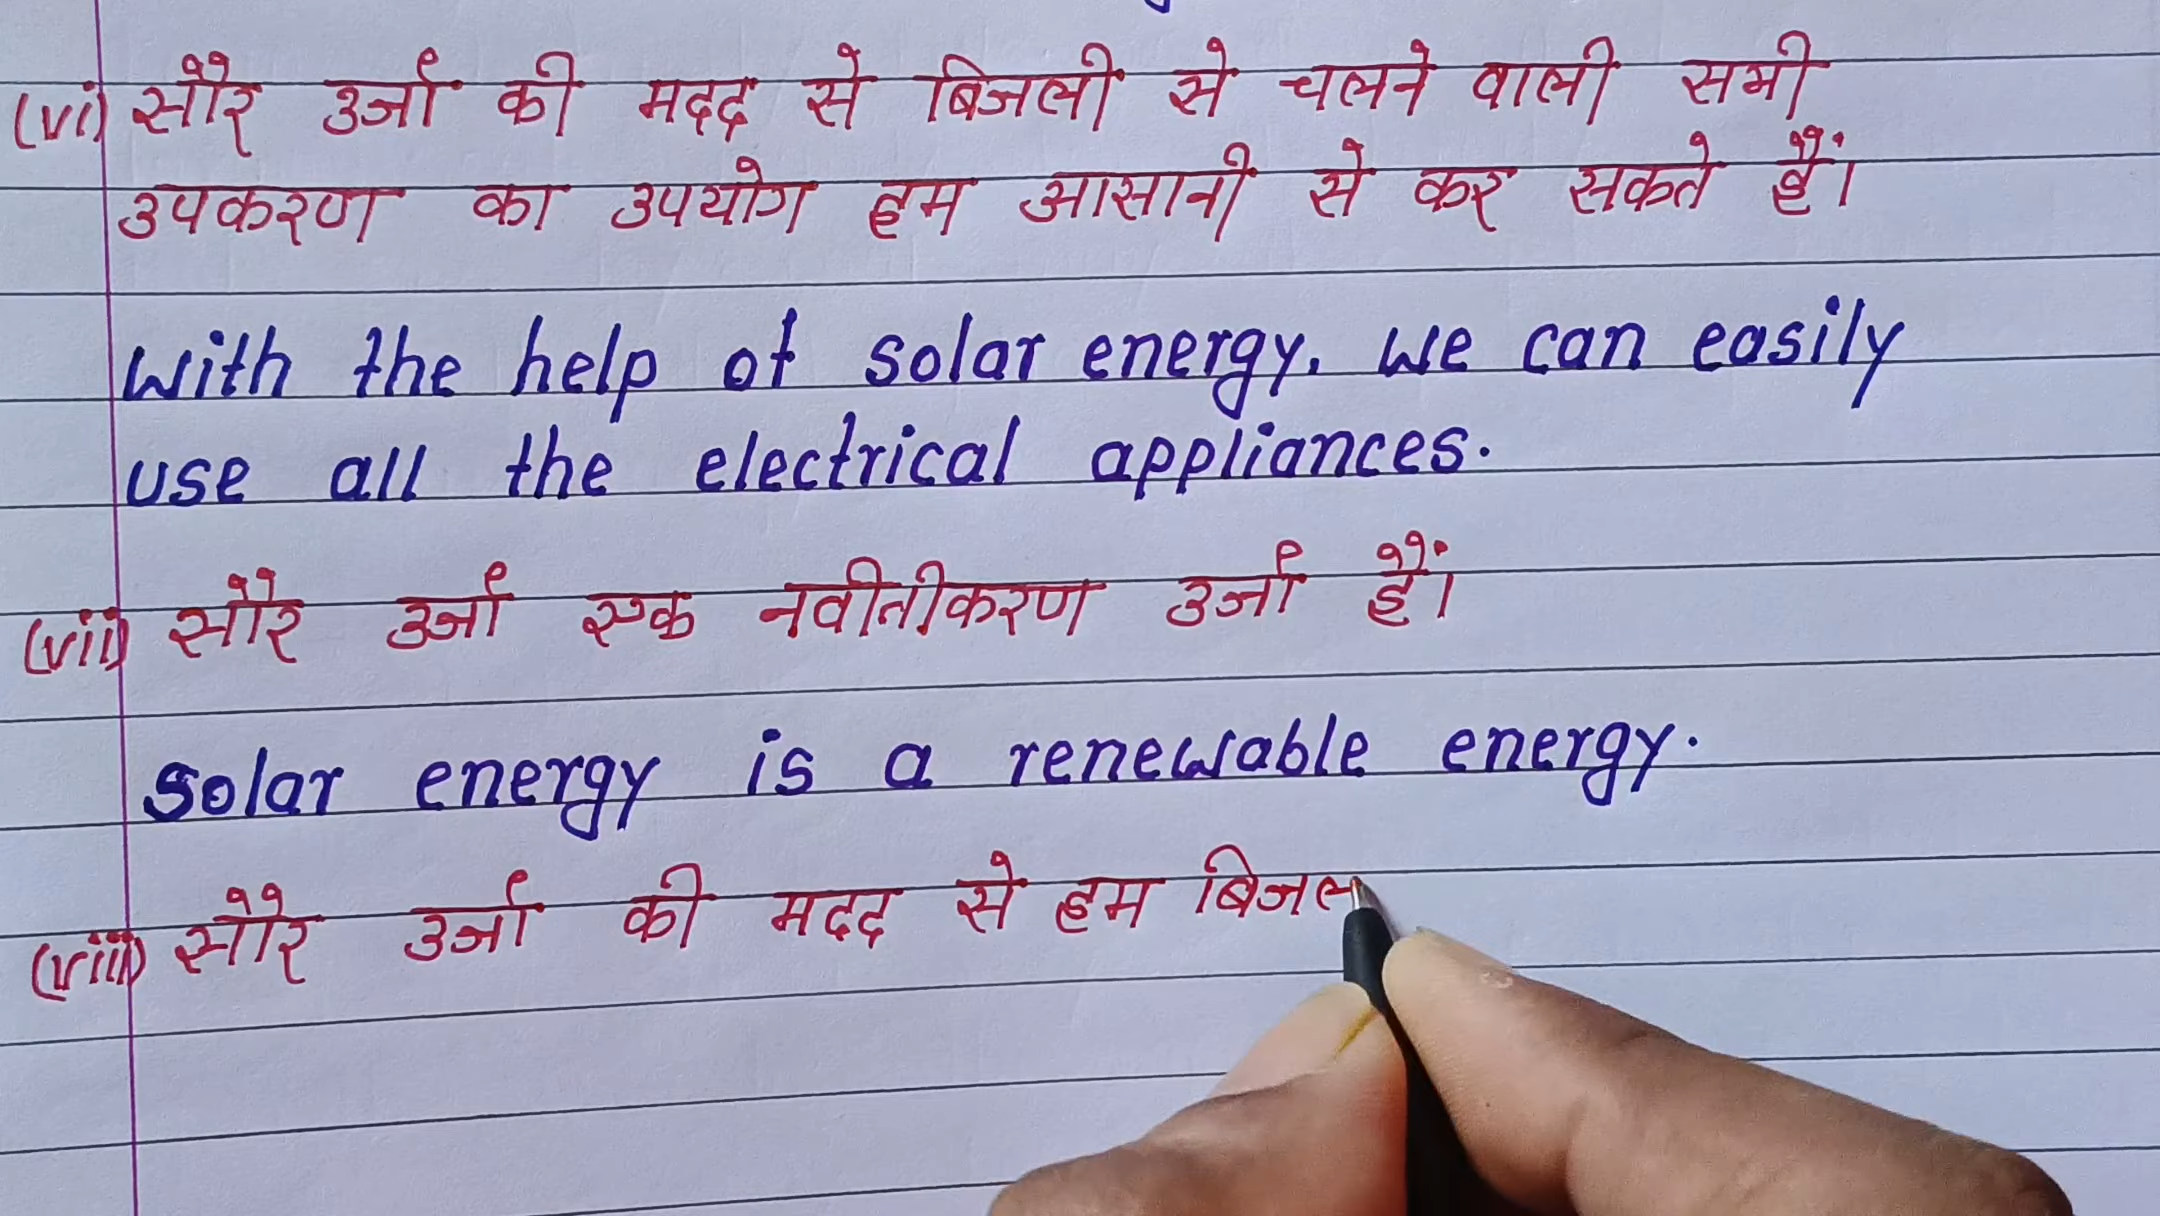 (vi) सौर उर्जा की मदद से बिजली से चलने वाली सभी
उपकरण का उपयोग हम आसानी से कर सकते हैं।
With the help of solar energy, we can easily
use all the electrical appliances.
(vii) सौर उर्जा एक नवीतीकरण उर्जा हैं।
Solar energy is a renewable energy.
(viii) सौर उर्जा की मदद से हम बिजल